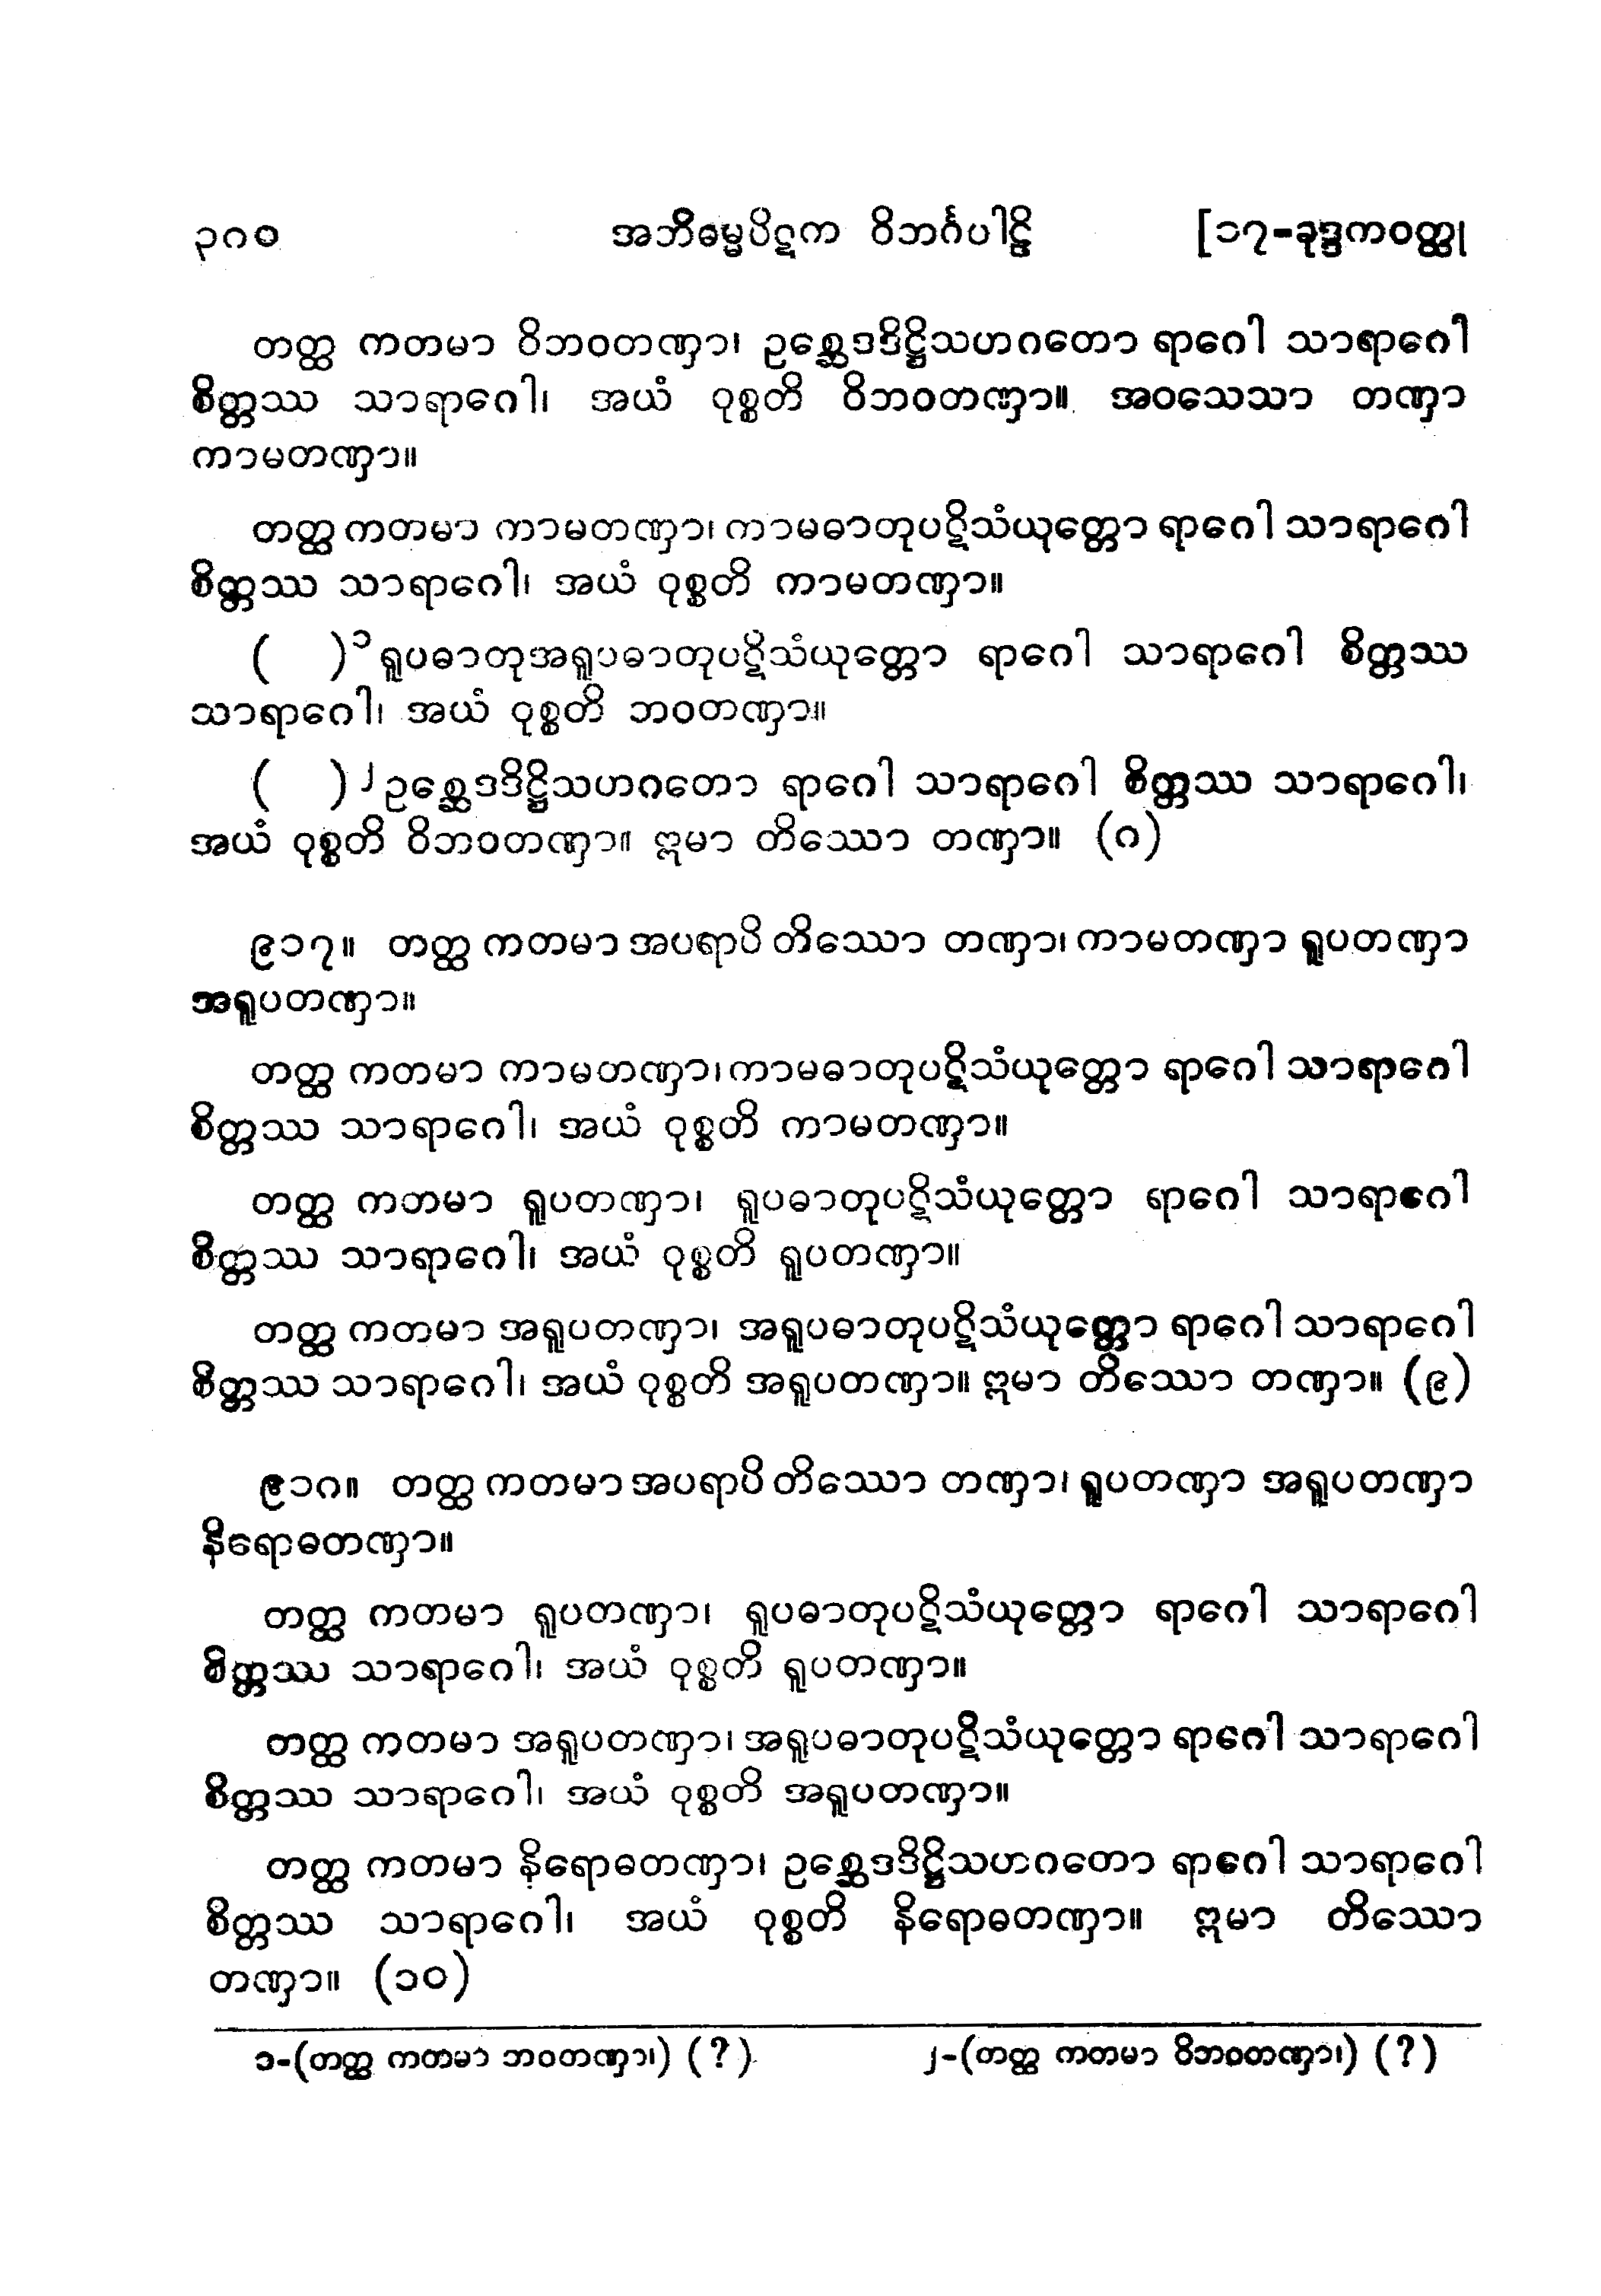 ၃၈၀ အဘိဓမ္မပိဋက ဝိဘင်္ဂပါဠိ [၁၇-ခုဒ္ဒကဝတ္ထု
တတ္ထ ကတမာ ဝိဘဝတဏှာ၊ ဥစ္ဆေဒဒိဋ္ဌိသဟဂတော ရာဂေါ သာရာဂေါ
စိတ္တဿ သာရာဂေါ၊ အယံ ဝုစ္စတိ ဝိဘဝတဏှာ။ အဝသေသာ တဏှာ
ကာမတဏှာ။
တတ္ထ ကတမာ ကာမတဏှာ၊ ကာမဓာတုပဋိသံယုတ္တော ရာဂေါ သာရာဂေါ
စိတ္တဿ သာရာဂေါ၊ အယံ ဝုစ္စတိ ကာမတဏှာ။
( )၁ ရူပဓာတုအရူပဓာတုပဋိသံယုတ္တော ရာဂေါ သာရာဂေါ စိတ္တဿ
သာရာဂေါ၊ အယံ ဝုစ္စတိ ဘဝတဏှာ။
( )၂ ဥစ္ဆေဒဒိဋ္ဌိသဟဂတော ရာဂေါ သာရာဂေါ စိတ္တဿ သာရာဂေါ၊
အယံ ဝုစ္စတိ ဝိဘဝတဏှာ။ ဣမာ တိဿော တဏှာ။ (၈)
၉၁၇။ တတ္ထ ကတမာ အပရာပိ တိဿော တဏှာ၊ ကာမတဏှာ ရူပတဏှာ
အရူပတဏှာ။
တတ္ထ ကတမာ ကာမတဏှာ၊ ကာမဓာတုပဋိသံယုတ္တော ရာဂေါ သာရာဂေါ
စိတ္တဿ သာရာဂေါ၊ အယံ ဝုစ္စတိ ကာမတဏှာ။
တတ္ထ ကတမာ ရူပတဏှာ၊ ရူပဓာတုပဋိသံယုတ္တော ရာဂေါ သာရာဂေါ
စိတ္တဿ သာရာဂေါ၊ အယံ ဝုစ္စတိ ရူပတဏှာ။
တတ္ထ ကတမာ အရူပတဏှာ၊ အရူပဓာတုပဋိသံယုတ္တော ရာဂေါ သာရာဂေါ
စိတ္တဿ သာရာဂေါ၊ အယံ ဝုစ္စတိ အရူပတဏှာ။ ဣမာ တိဿော တဏှာ။ (၉)
၉၁၈။ တတ္ထ ကတမာ အပရာပိ တိဿော တဏှာ၊ ရူပတဏှာ အရူပတဏှာ
နိရောဓတဏှာ။
တတ္ထ ကတမာ ရူပတဏှာ၊ ရူပဓာတုပဋိသံယုတ္တော ရာဂေါ သာရာဂေါ
စိတ္တဿ သာရာဂေါ၊ အယံ ဝုစ္စတိ ရူပတဏှာ။
တတ္ထ ကတမာ အရူပတဏှာ၊ အရူပဓာတုပဋိသံယုတ္တော ရာဂေါ သာရာဂေါ
စိတ္တဿ သာရာဂေါ၊ အယံ ဝုစ္စတိ အရူပတဏှာ။
တတ္ထ ကတမာ နိရောဓတဏှာ၊ ဥစ္ဆေဒဒိဋ္ဌိသဟဂတော ရာဂေါ သာရာဂေါ
စိတ္တဿ သာရာဂေါ၊ အယံ ဝုစ္စတိ နိရောဓတဏှာ။ ဣမာ တိဿော
တဏှာ။ (၁၀)
၁-(တတ္ထ ကတမာ ဘဝတဏှာ၊) (?) ၂-(တတ္ထ ကတမာ ဝိဘဝတဏှာ၊) (?)